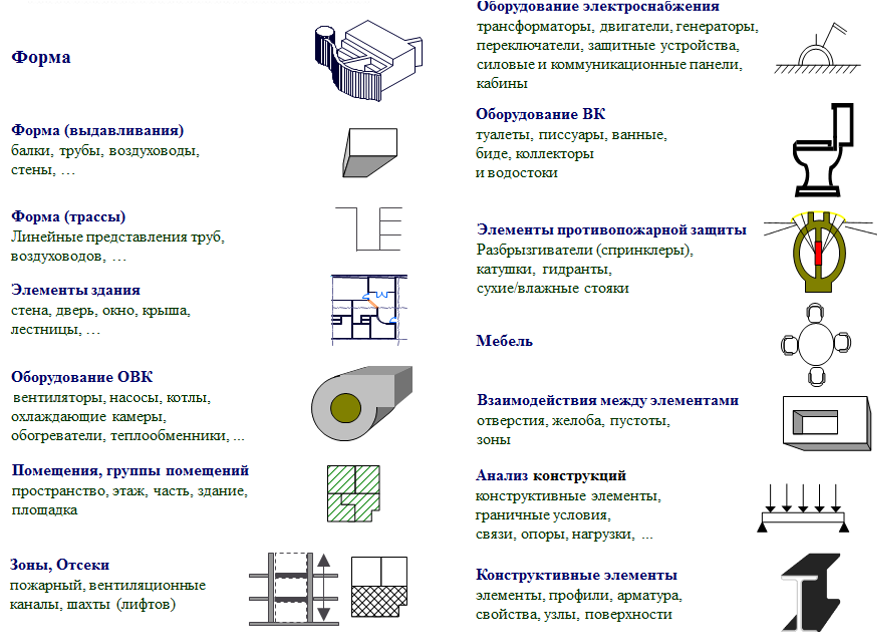 Форма
Форма (выдавливания)
балки, трубы, воздуховоды,
стены, ...
Форма (трассы)
Линейные представления труб,
воздуховодов, ...
Элементы здания
стена, дверь, окно, крыша,
лестницы, ...
Оборудование ОВК
вентиляторы, насосы, котлы,
охлаждающие камеры,
обогреватели, теплообменники, ...
Помещения, группы помещений
пространство, этаж, часть, здание,
площадка
Зоны, Отсеки
пожарный, вентиляционные
каналы, шахты (лифтов)
Оборудование электроснабжения
трансформаторы, двигатели, генераторы,
переключатели, защитные устройства,
силовые и коммуникационные панели,
кабины
Оборудование ВК
туалеты, писсуары, ванные,
биде, коллекторы
и водостоки
Элементы противопожарной защиты
Разбрызгиватели (спринклеры),
катушки, гидранты,
сухие/влажные стояки
Мебель
Взаимодействия между элементами
отверстия, желоба, пустоты,
зоны
Анализ конструкций
конструктивные элементы,
граничные условия,
связи, опоры, нагрузки, ...
Конструктивные элементы
элементы, профили, арматура,
свойства, узлы, поверхности